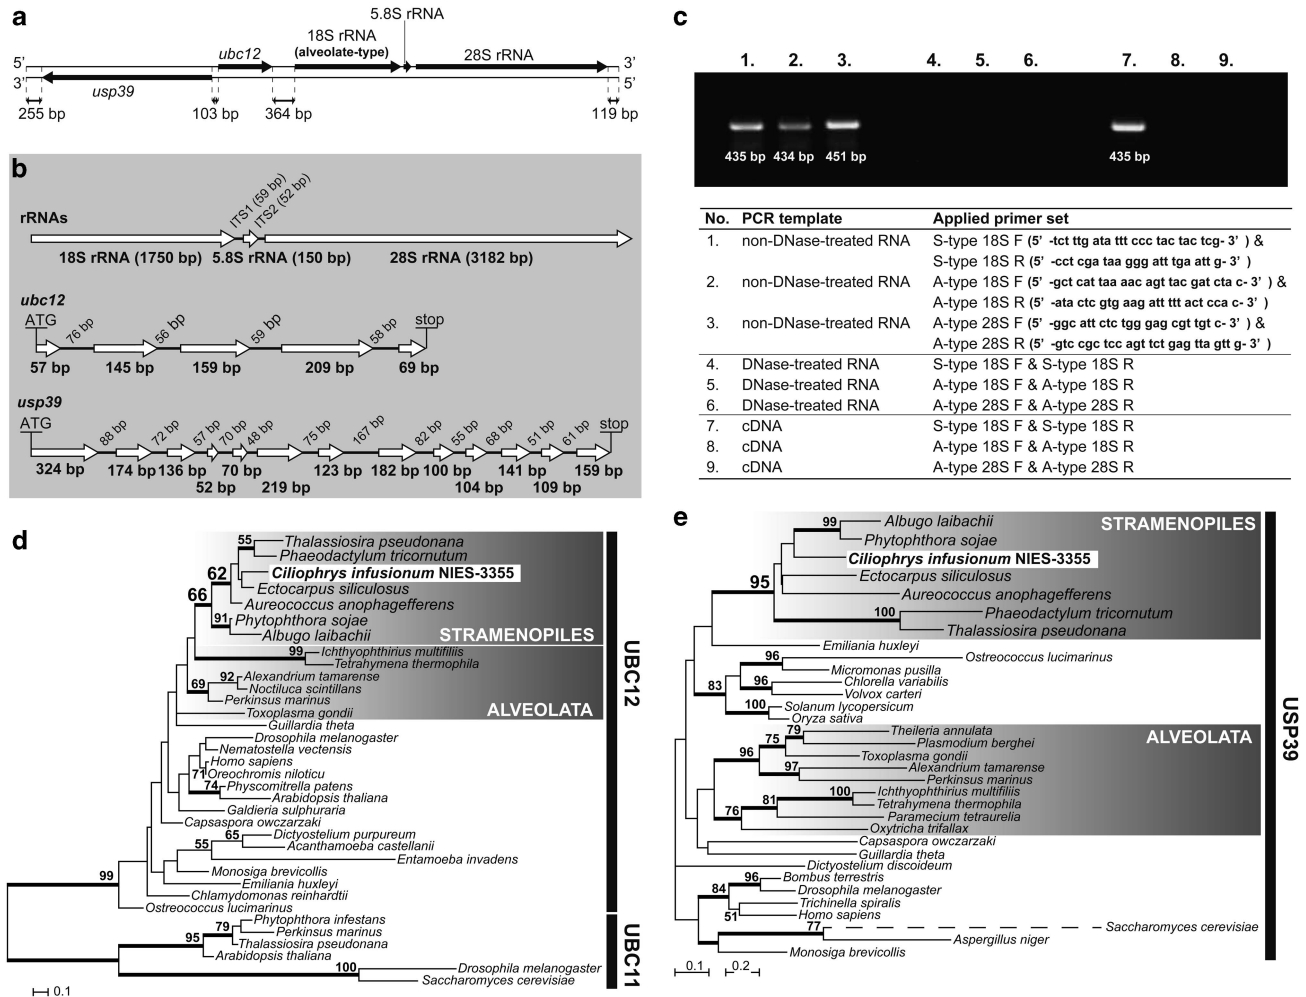 a
5.8S rRNA
18S rRNA
(alveolate-type)
ubc12
28S rRNA
5' 3'
3' 5'
usp39
255 bp 103 bp 364 bp 119 bp
b
ITS1 (59 bp)
ITS2 (52 bp)
rRNAs
18S rRNA (1750 bp) 5.8S rRNA (150 bp) 28S rRNA (3182 bp)
ubc12
ATG 76 bp 56 bp 59 bp 58 bp stop
57 bp 145 bp 159 bp 209 bp 69 bp
usp39
ATG 88 bp 72 bp 57 bp 70 bp 48 bp 75 bp 167 bp 82 bp 55 bp 68 bp 51 bp 61 bp stop
324 bp 174 bp 136 bp 70 bp 123 bp 182 bp 100 bp 141 bp 159 bp
52 bp 219 bp 104 bp 109 bp
c
1. 2. 3. 4. 5. 6. 7. 8. 9.
435 bp 434 bp 451 bp 435 bp
No. PCR template Applied primer set
1. non-DNase-treated RNA S-type 18S F (5' -tct ttg ata ttt ccc tac tac tcg- 3' ) &
S-type 18S R (5' -cct cga taa ggg att tga att g- 3' )
2. non-DNase-treated RNA A-type 18S F (5' -gct cat taa aac agt tac gat cta c- 3' ) &
A-type 18S R (5' -ata ctc gtg aag att ttt act cca c- 3' )
3. non-DNase-treated RNA A-type 28S F (5' -ggc att ctc tgg gag cgt tgt c- 3' ) &
A-type 28S R (5' -gtc cgc tcc agt tct gag tta gtt g- 3' )
4. DNase-treated RNA S-type 18S F & S-type 18S R
5. DNase-treated RNA A-type 18S F & A-type 18S R
6. DNase-treated RNA A-type 28S F & A-type 28S R
7. cDNA S-type 18S F & S-type 18S R
8. cDNA A-type 18S F & A-type 18S R
9. cDNA A-type 28S F & A-type 28S R
d
55 Thalassiosira pseudonana
Phaeodactylum tricornutum
62 Ciliophrys infusionum NIES-3355
Ectocarpus siliculosus
66 Aureococcus anophagefferens
91 Phytophthora sojae
Albugo laibachii STRAMENOPILES
99 Ichthyophthirius multifiliis
Tetrahymena thermophila
92 Alexandrium tamarense
69 Noctiluca scintillans
Perkinsus marinus
Toxoplasma gondii ALVEOLATA
Guillardia theta
Drosophila melanogaster
Nematostella vectensis
Homo sapiens
71 Oreochromis niloticu
74 Physcomitrella patens
Arabidopsis thaliana
Galdieria sulphuraria
Capsaspora owczarzaki
65 Dictyostelium purpureum
55 Acanthamoeba castellanii
Entamoeba invadens
Monosiga brevicollis
99 Emiliania huxleyi
Chlamydomonas reinhardtii
Ostreococcus lucimarinus
UBC12
Phytophthora infestans
79 Perkinsus marinus
95 Thalassiosira pseudonana
Arabidopsis thaliana
100 Drosophila melanogaster
Saccharomyces cerevisiae
UBC11
0.1
e
99 Albugo laibachii STRAMENOPILES
Phytophthora sojae
Ciliophrys infusionum NIES-3355
95 Ectocarpus siliculosus
Aureococcus anophagefferens
100 Phaeodactylum tricornutum
Thalassiosira pseudonana
Emiliania huxleyi
96 Ostreococcus lucimarinus
Micromonas pusilla
83 96 Chlorella variabilis
Volvox carteri
100 Solanum lycopersicum
Oryza sativa
79 Theileria annulata ALVEOLATA
75 Plasmodium berghei
96 Toxoplasma gondii
97 Alexandrium tamarense
Perkinsus marinus
100 Ichthyophthirius multifiliis
81 Tetrahymena thermophila
76 Paramecium tetraurelia
Oxytricha trifallax
Capsaspora owczarzaki
Guillardia theta
Dictyostelium discoideum
96 Bombus terrestris
84 Drosophila melanogaster
Trichinella spiralis
51 Homo sapiens
77 Saccharomyces cerevisiae
Aspergillus niger
Monosiga brevicollis
USP39
0.1 0.2